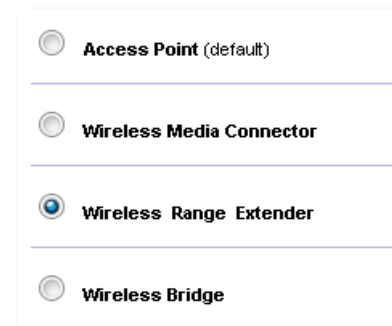 Access Point (default)
Wireless Media Connector
Wireless Range Extender
Wireless Bridge